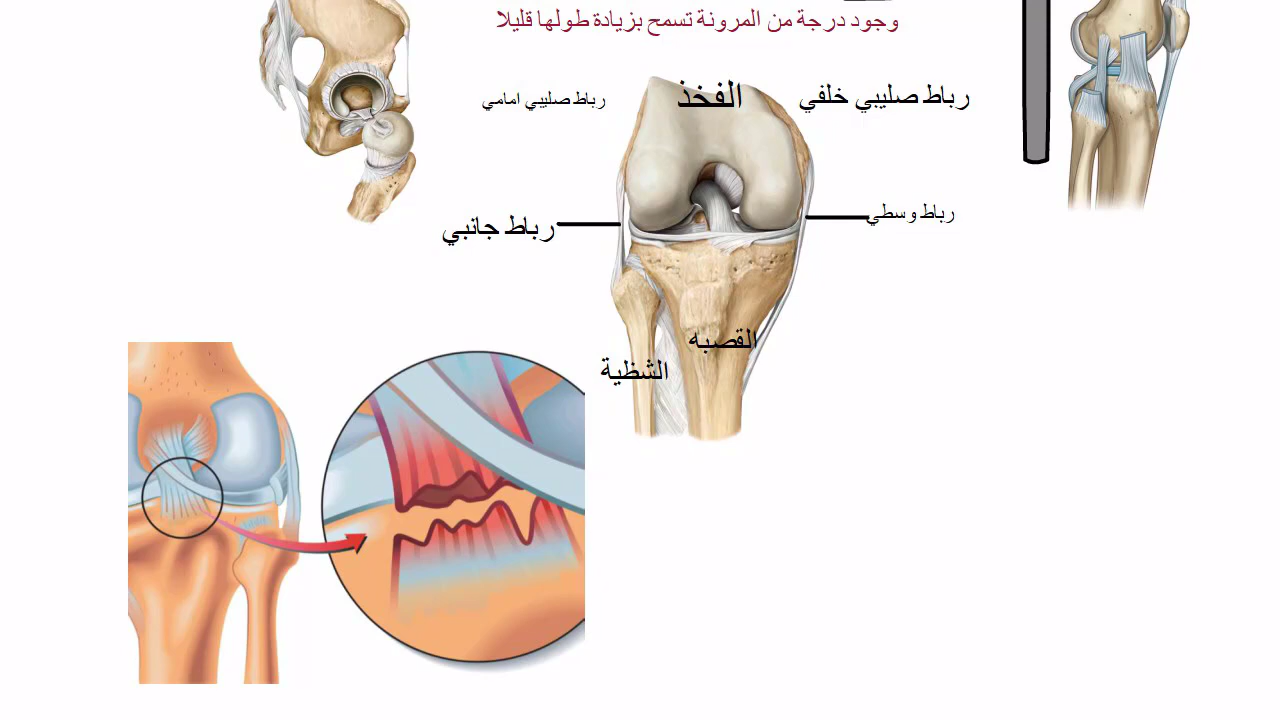 وجود درجة من المرونة تسمح بزيادة طولها قليلا
رباط صليبي خلفي
الفخذ
رباط صليبي امامي
رباط وسطي
رباط جانبي
القصبه
الشظية